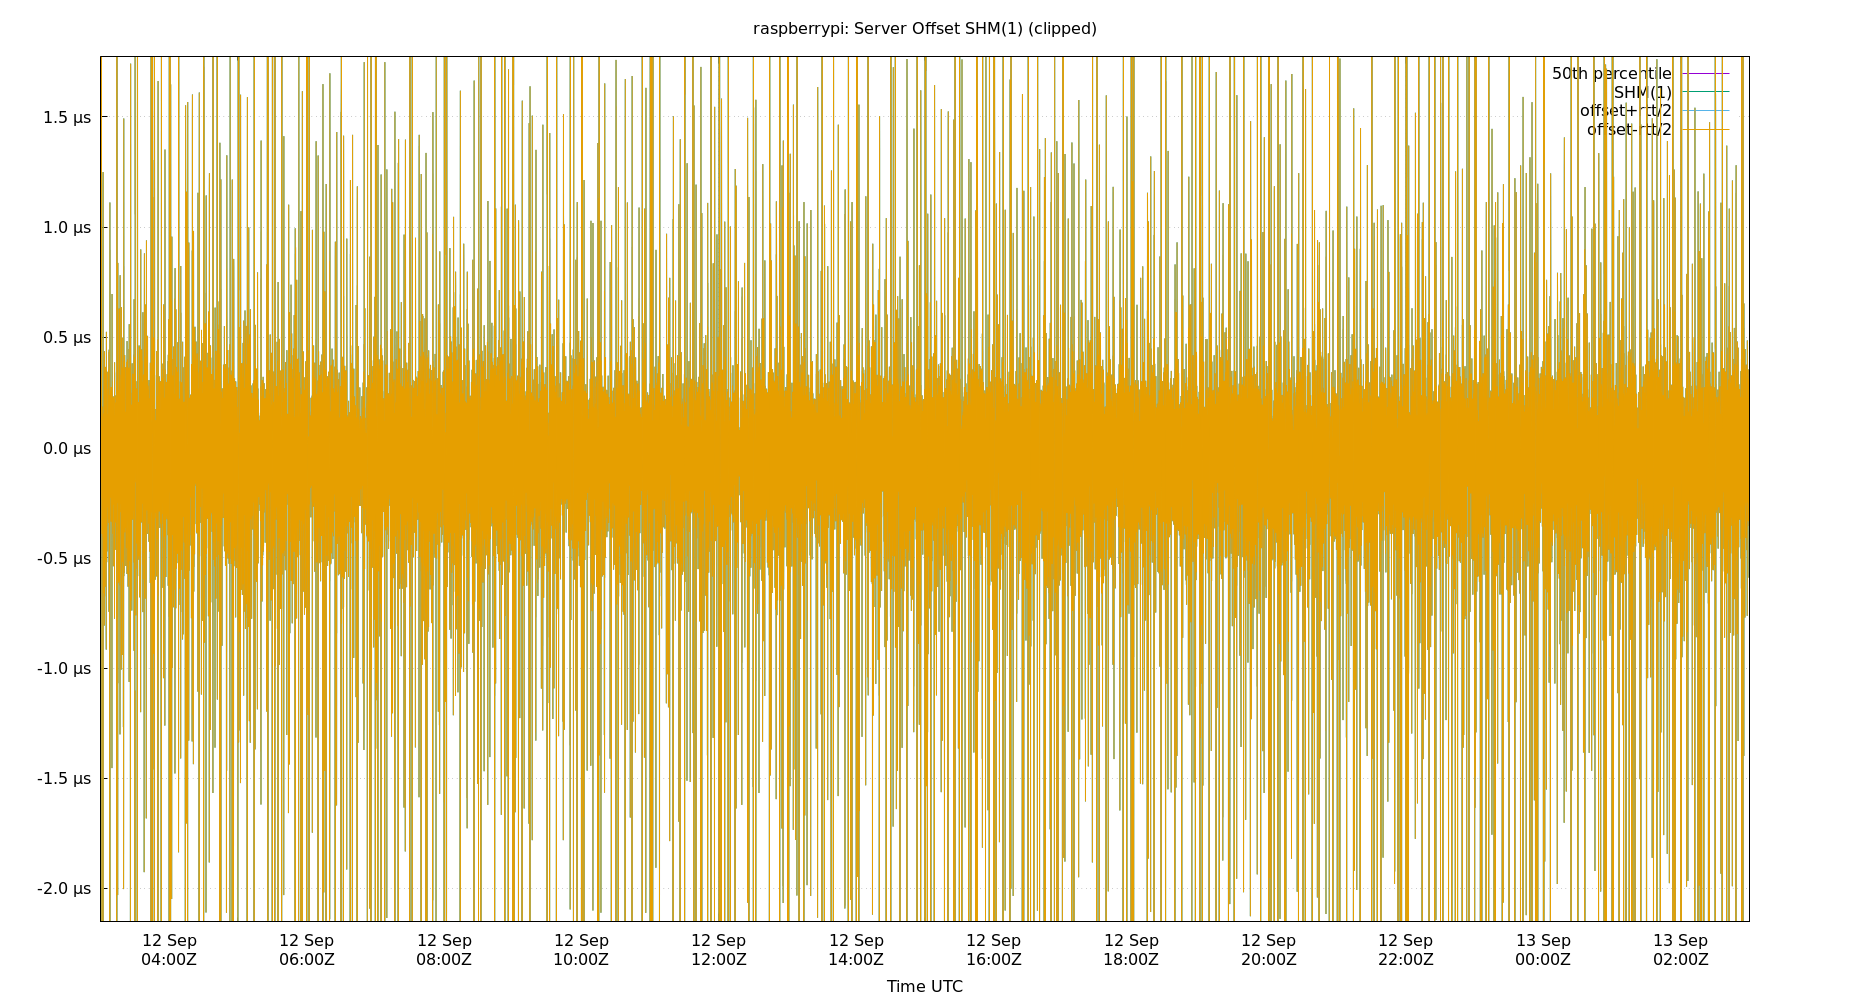 raspberrypi: Server Offset SHM(1) (clipped)
50th percentile
SHM(1)
offset+rtt/2
offset-rtt/2
1.5 µs
1.0 µs
0.5 µs
0.0 µs
-0.5 µs
-1.0 µs
-1.5 µs
-2.0 µs
12 Sep 12 Sep 12 Sep 12 Sep 12 Sep 12 Sep 12 Sep 12 Sep 12 Sep 12 Sep 13 Sep 13 Sep
04:00Z 06:00Z 08:00Z 10:00Z 12:00Z 14:00Z 16:00Z 18:00Z 20:00Z 22:00Z 00:00Z 02:00Z
Time UTC